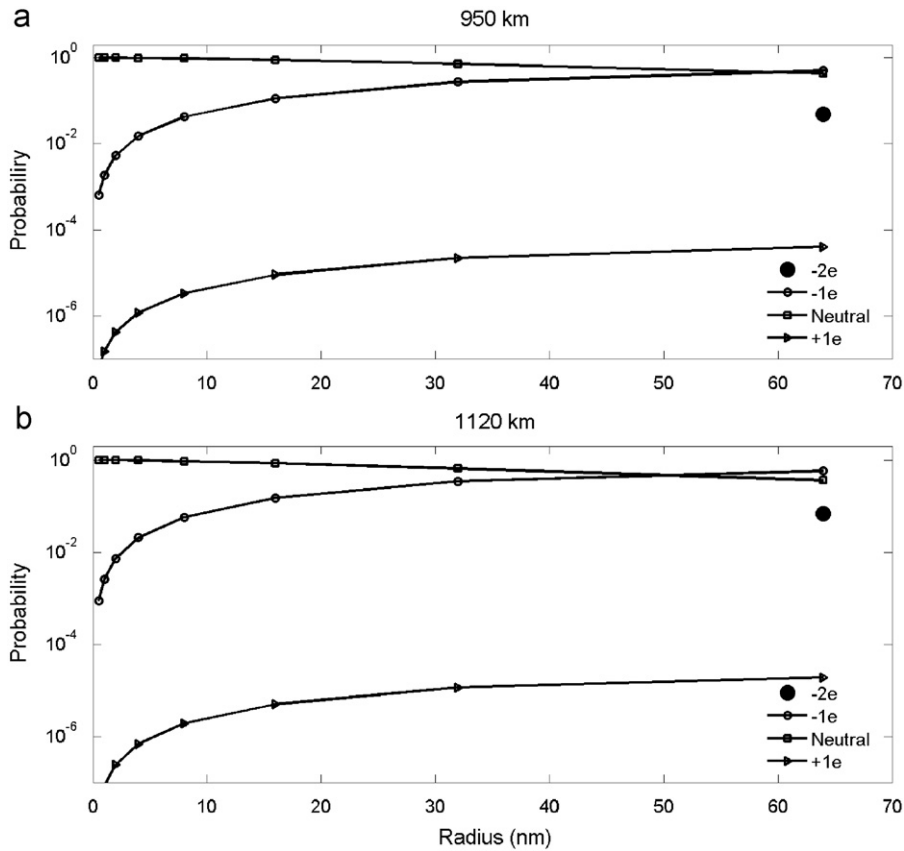 a
950 km
10^0
10^-2
10^-4
10^-6
Probabiliry
-2e
-1e
Neutral
+1e
0 10 20 30 40 50 60 70
b
1120 km
10^0
10^-2
10^-4
10^-6
Probability
-2e
-1e
Neutral
+1e
0 10 20 30 40 50 60 70
Radius (nm)